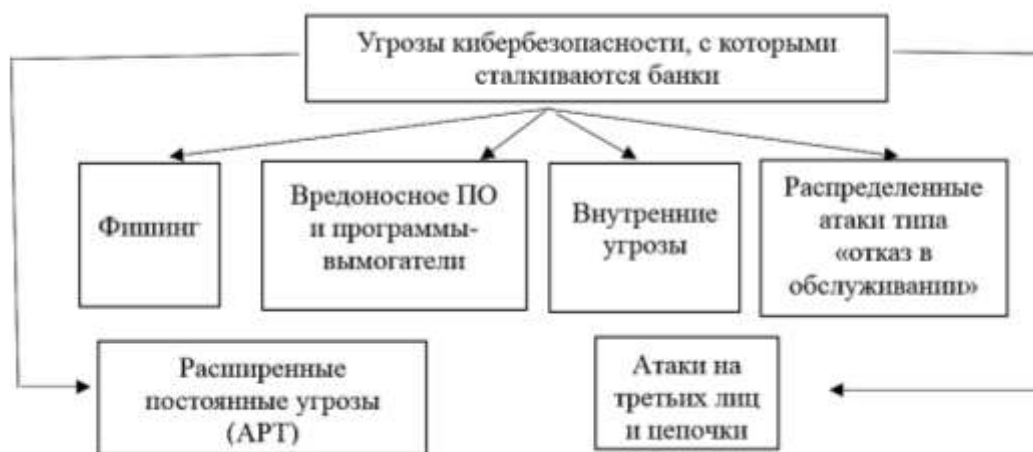 Угрозы кибербезопасности, с которыми
сталкиваются банки
Фишинг
Вредоносное ПО
и программы-
вымогатели
Внутренние
угрозы
Распределенные
атаки типа
«отказ в
обслуживании»
Расширенные
постоянные угрозы
(APT)
Атаки на
третьих лиц
и цепочки